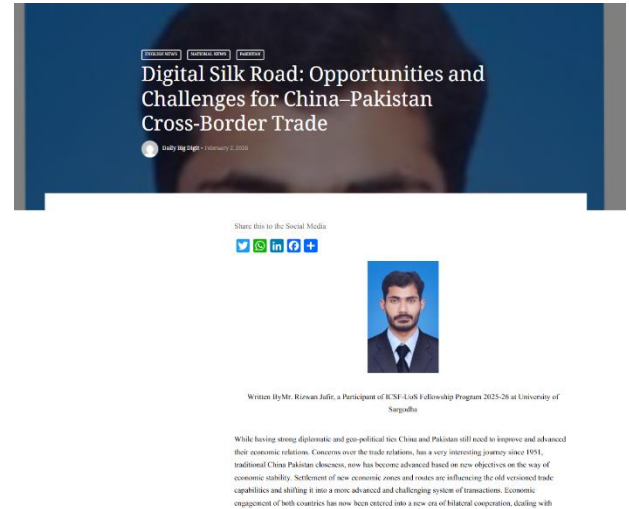 ENGLISH NEWS NATIONAL NEWS PAKISTAN
Digital Silk Road: Opportunities and
Challenges for China–Pakistan
Cross-Border Trade
Daily Big Digit • February 2, 2026
Share this to the Social Media
Written ByMr. Rizwan Jafir, a Participant of ICSF-UoS Fellowship Program 2025-26 at University of
Sargodha
While having strong diplomatic and geo-political ties China and Pakistan still need to improve and advanced
their economic relations. Concerns over the trade relations, has a very interesting journey since 1951,
traditional China Pakistan closeness, now has become advanced based on new objectives on the way of
economic stability. Settlement of new economic zones and routes are influencing the old versioned trade
capabilities and shifting it into a more advanced and challenging system of transactions. Economic
engagement of both countries has now been entered into a new era of bilateral cooperation, dealing with